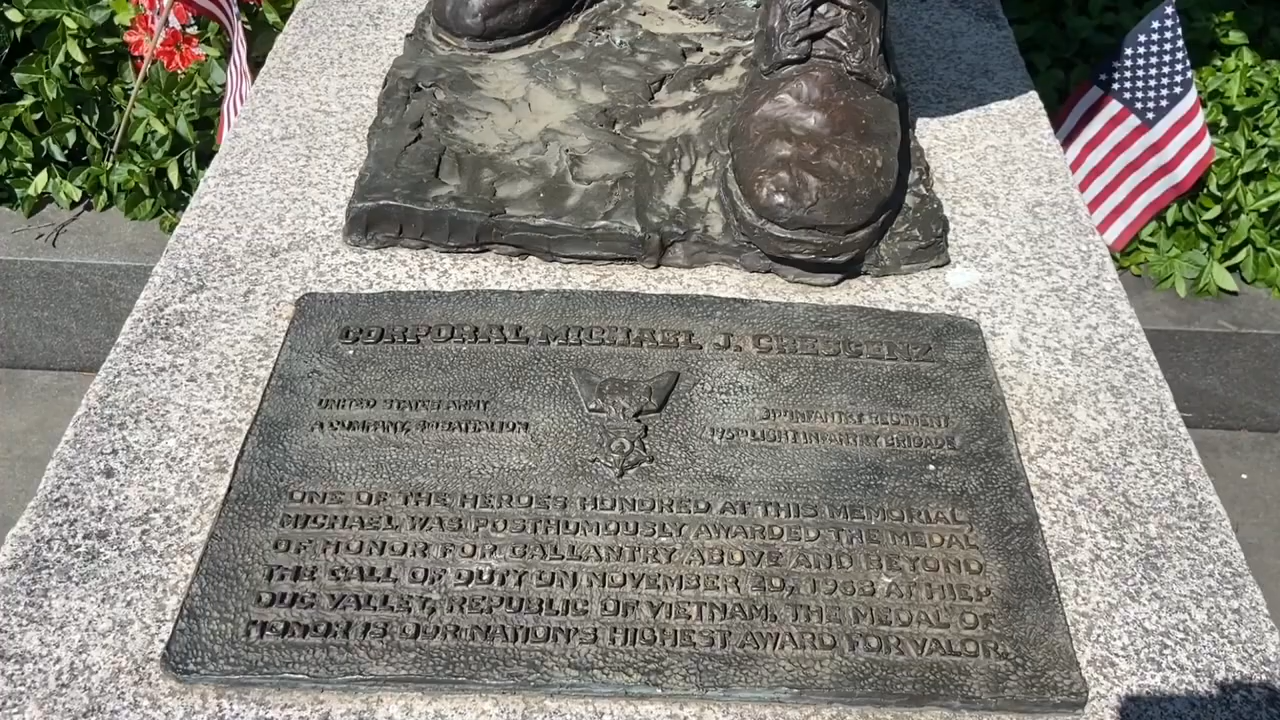 CORPORAL MICHAEL J. CRESCENZ
UNITED STATES ARMY
A COMPANY, 4TH BATTALION
31ST INFANTRY REGIMENT
196TH LIGHT INFANTRY BRIGADE
ONE OF THE HEROES HONORED AT THIS MEMORIAL,
MICHAEL WAS POSTHUMOUSLY AWARDED THE MEDAL
OF HONOR FOR GALLANTRY ABOVE AND BEYOND
THE CALL OF DUTY ON NOVEMBER 20, 1968 AT HIEP
DUC VALLEY, REPUBLIC OF VIETNAM. THE MEDAL OF
HONOR IS OUR NATION'S HIGHEST AWARD FOR VALOR.